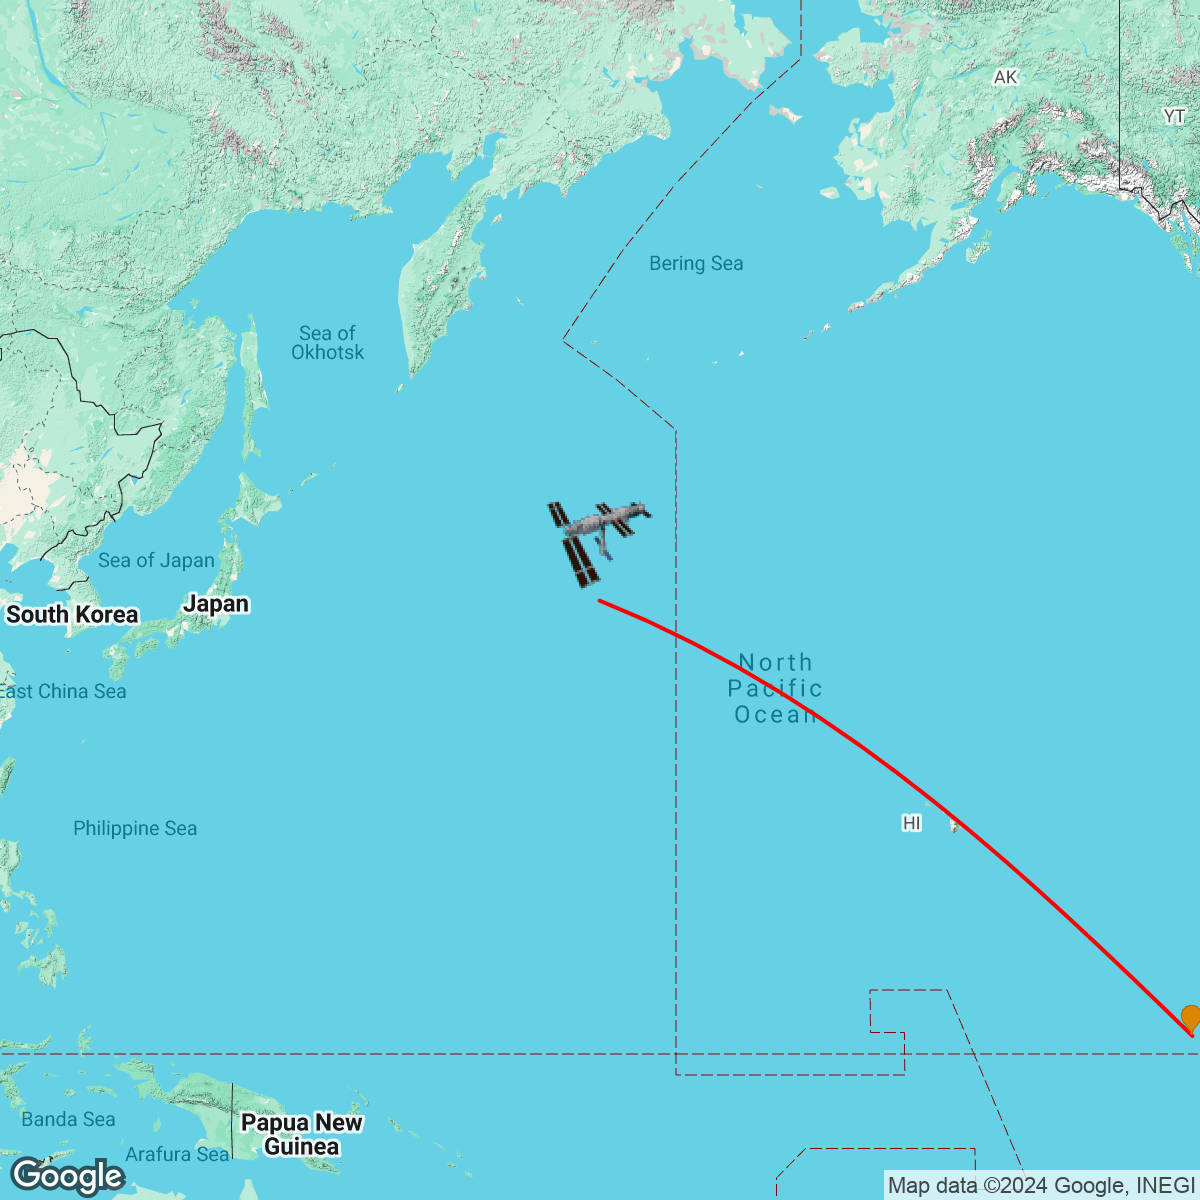 AK
YT
Bering Sea
Sea of
Okhotsk
Sea of Japan
Japan
South Korea
North
Pacific
Ocean
East China Sea
HI
Philippine Sea
Banda Sea
Papua New
Guinea
Arafura Sea
Google
Map data ©2024 Google, INEGI